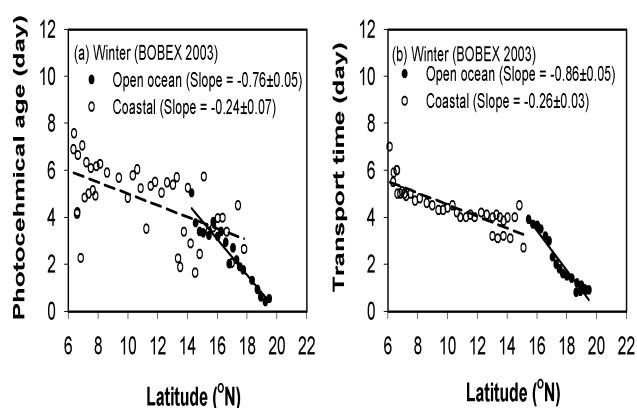 (a) Winter (BOBEX 2003)
Open ocean (Slope = -0.76±0.05)
Coastal (Slope = -0.24±0.07)
Photocehmical age (day)
12
10
8
6
4
2
0
6 8 10 12 14 16 18 20 22
Latitude (°N)
(b) Winter (BOBEX 2003)
Open ocean (Slope = -0.86±0.05)
Coastal (Slope = -0.26±0.03)
Transport time (day)
12
10
8
6
4
2
0
6 8 10 12 14 16 18 20 22
Latitude (°N)